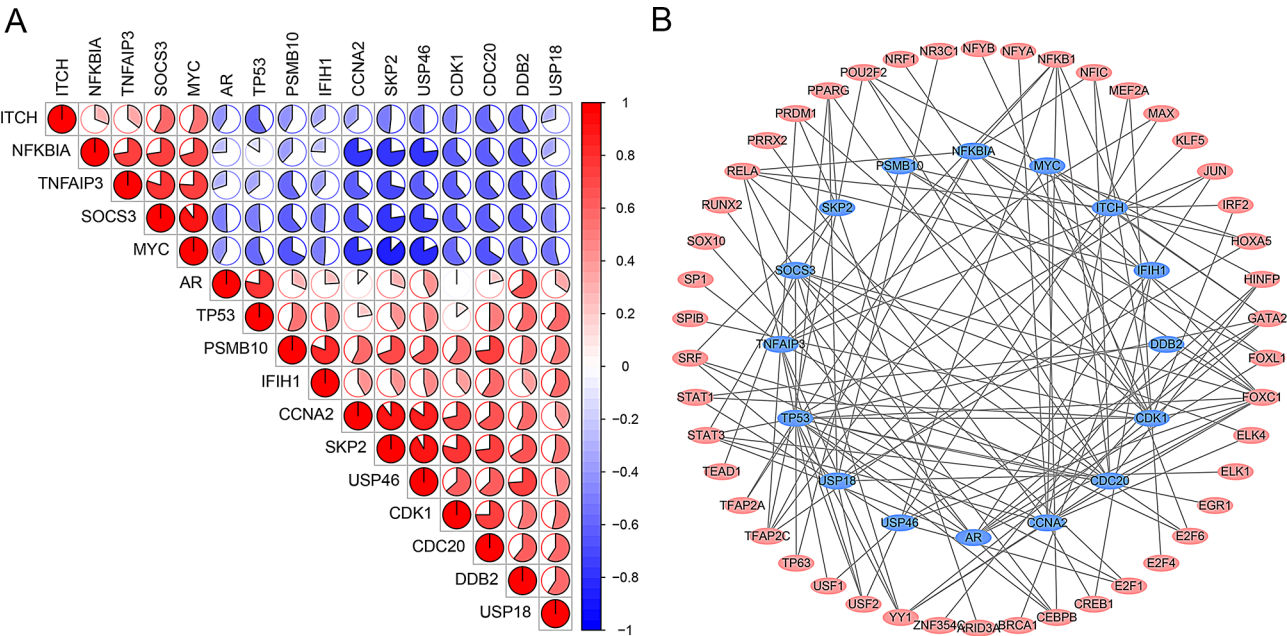 A
ITCH
NFKBIA
TNFAIP3
SOCS3
MYC
AR
TP53
PSMB10
IFIH1
CCNA2
SKP2
USP46
CDK1
CDC20
DDB2
USP18
ITCH
NFKBIA
TNFAIP3
SOCS3
MYC
AR
TP53
PSMB10
IFIH1
CCNA2
SKP2
USP46
CDK1
CDC20
DDB2
USP18
1
0.8
0.6
0.4
0.2
0
−0.2
−0.4
−0.6
−0.8
−1
B
NFYB
NFYA
NR3C1
NRF1
NFKB1
POU2F2
NFIC
PPARG
MEF2A
PRDM1
MAX
PRRX2
KLF5
RELA
JUN
RUNX2
IRF2
SOX10
HOXA5
SP1
HINFP
SPIB
GATA2
SRF
FOXL1
STAT1
FOXC1
STAT3
ELK4
TEAD1
ELK1
TFAP2A
EGR1
TFAP2C
E2F6
TP63
E2F4
USF1
E2F1
USF2
CREB1
YY1
CEBPB
ZNF354C
ARID3A
BRCA1
NFKBIA
PSMB10
MYC
SKP2
ITCH
SOCS3
IFIH1
TNFAIP3
DDB2
TP53
CDK1
USP18
CDC20
USP46
CCNA2
AR